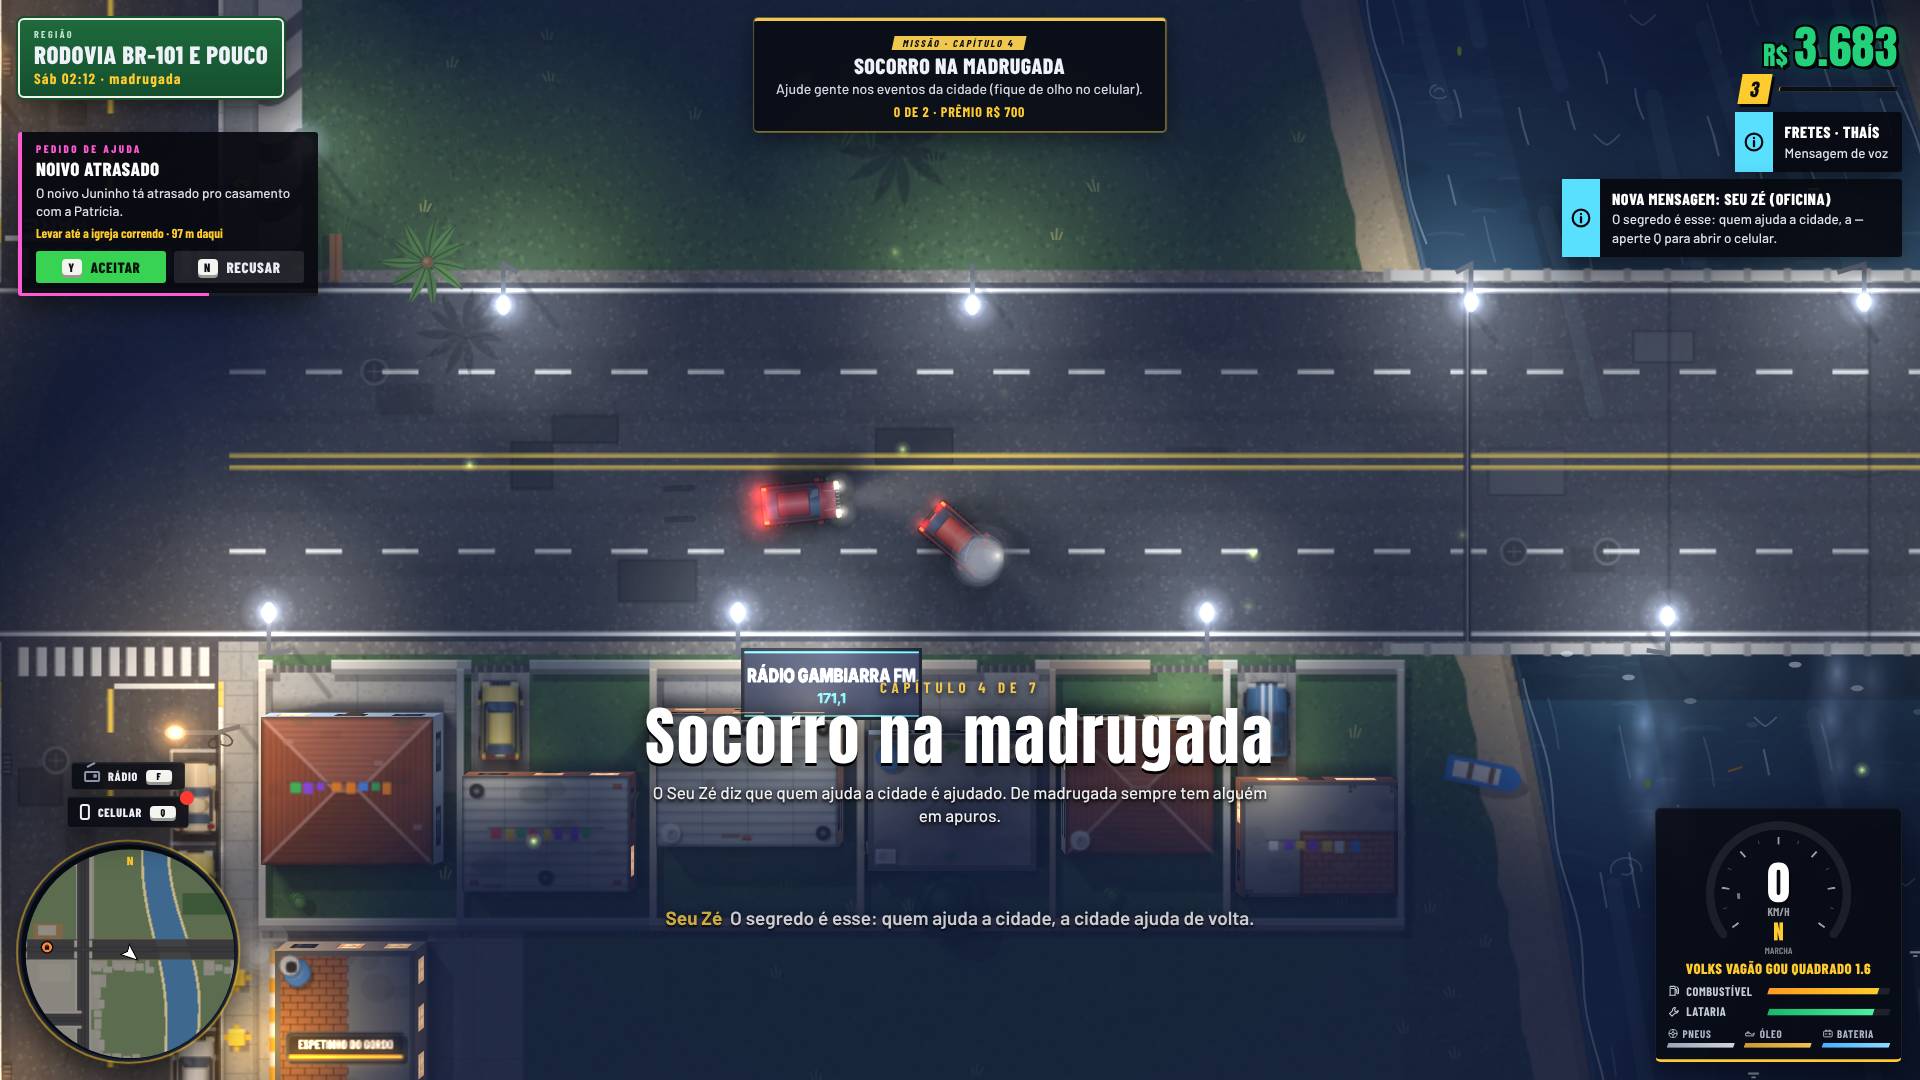 REGIÃO
RODOVIA BR-101 E POUCO
Sáb 02:12 · madrugada
PEDIDO DE AJUDA
NOIVO ATRASADO
O noivo Juninho tá atrasado pro casamento
com a Patrícia.
Levar até a igreja correndo · 97 m daqui
Y ACEITAR
N RECUSAR
MISSÃO · CAPÍTULO 4
SOCORRO NA MADRUGADA
Ajude gente nos eventos da cidade (fique de olho no celular).
0 DE 2 · PRÊMIO R$ 700
R$ 3.683
3
FRETES · THAÍS
Mensagem de voz
NOVA MENSAGEM: SEU ZÉ (OFICINA)
O segredo é esse: quem ajuda a cidade, a —
aperte Q para abrir o celular.
RÁDIO GAMBIARRA FM
171,1
CAPÍTULO 4 DE 7
Socorro na madrugada
O Seu Zé diz que quem ajuda a cidade é ajudado. De madrugada sempre tem alguém
em apuros.
Seu Zé O segredo é esse: quem ajuda a cidade, a cidade ajuda de volta.
RÁDIO F
CELULAR Q
N
ESPETINHO DO GORDO
0
KM/H
N
MARCHA
VOLKS VAGÃO GOU QUADRADO 1.6
COMBUSTÍVEL
LATARIA
PNEUS
ÓLEO
BATERIA